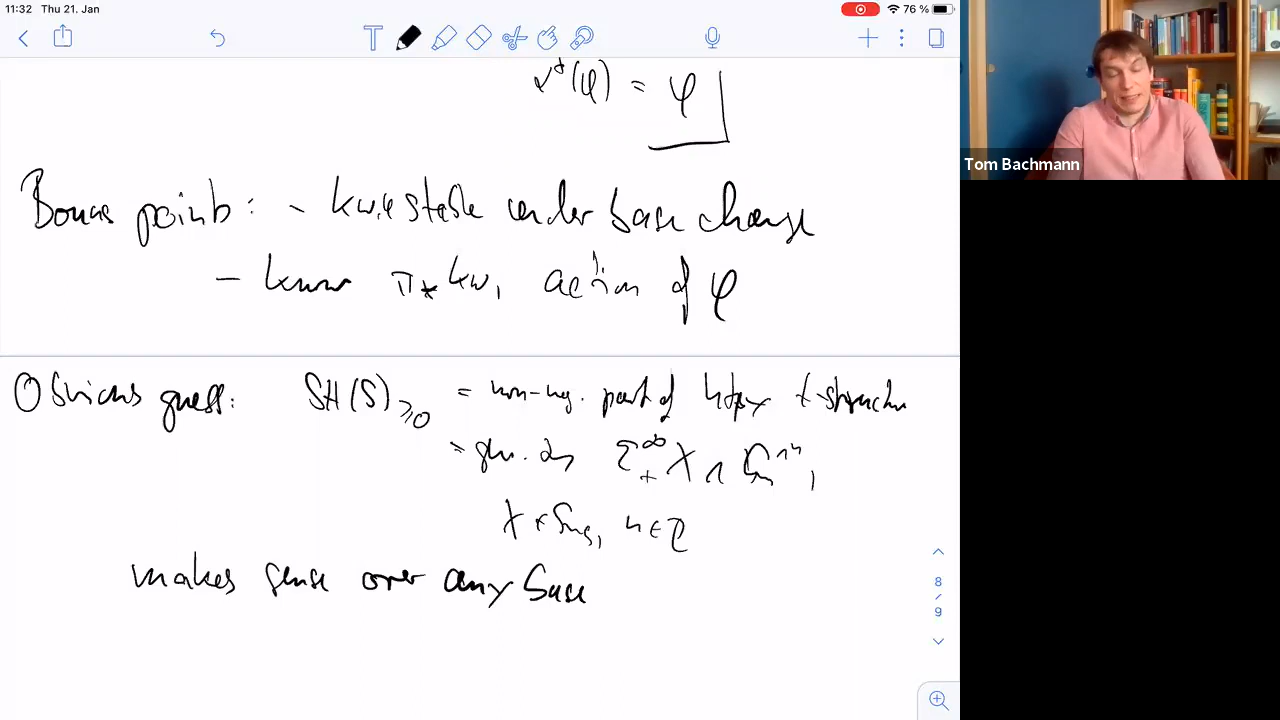 11:32 Thu 21. Jan
76 %
ψ*(φ) = φ
Bonus points: - kw, φ stable under base change
- know π* kw, action of φ
Obvious guess: SH(S)≥0 = non-neg. part of htpy t-structure
= gen. by Σ^∞_+ X ∧ G_m^∧n,
X ∈ Sm_S, n ∈ Z
makes sense over any base
Tom Bachmann
8
9